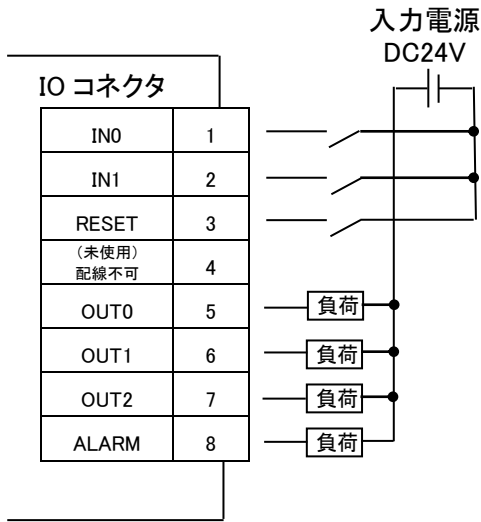 入力電源
DC24V
IO コネクタ
IN0 1
IN1 2
RESET 3
(未使用)
配線不可 4
OUT0 5 負荷
OUT1 6 負荷
OUT2 7 負荷
ALARM 8 負荷